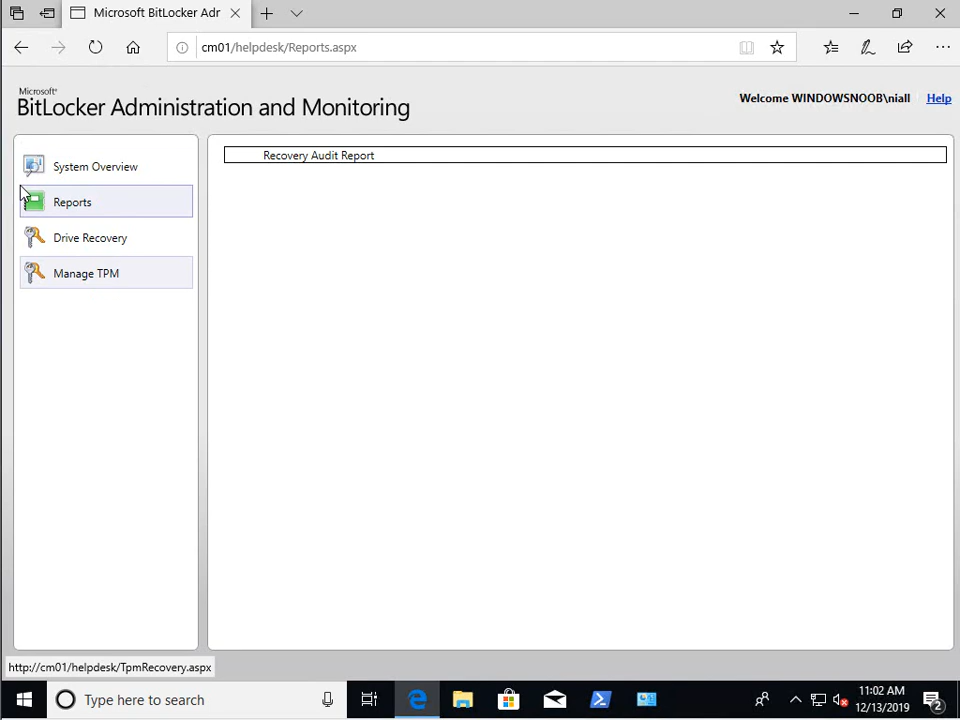 Microsoft BitLocker Adr
cm01/helpdesk/Reports.aspx
Microsoft®
BitLocker Administration and Monitoring
Welcome WINDOWSNOOB\niall
Help
System Overview
Reports
Drive Recovery
Manage TPM
Recovery Audit Report
http://cm01/helpdesk/TpmRecovery.aspx
Type here to search
11:02 AM
12/13/2019
2